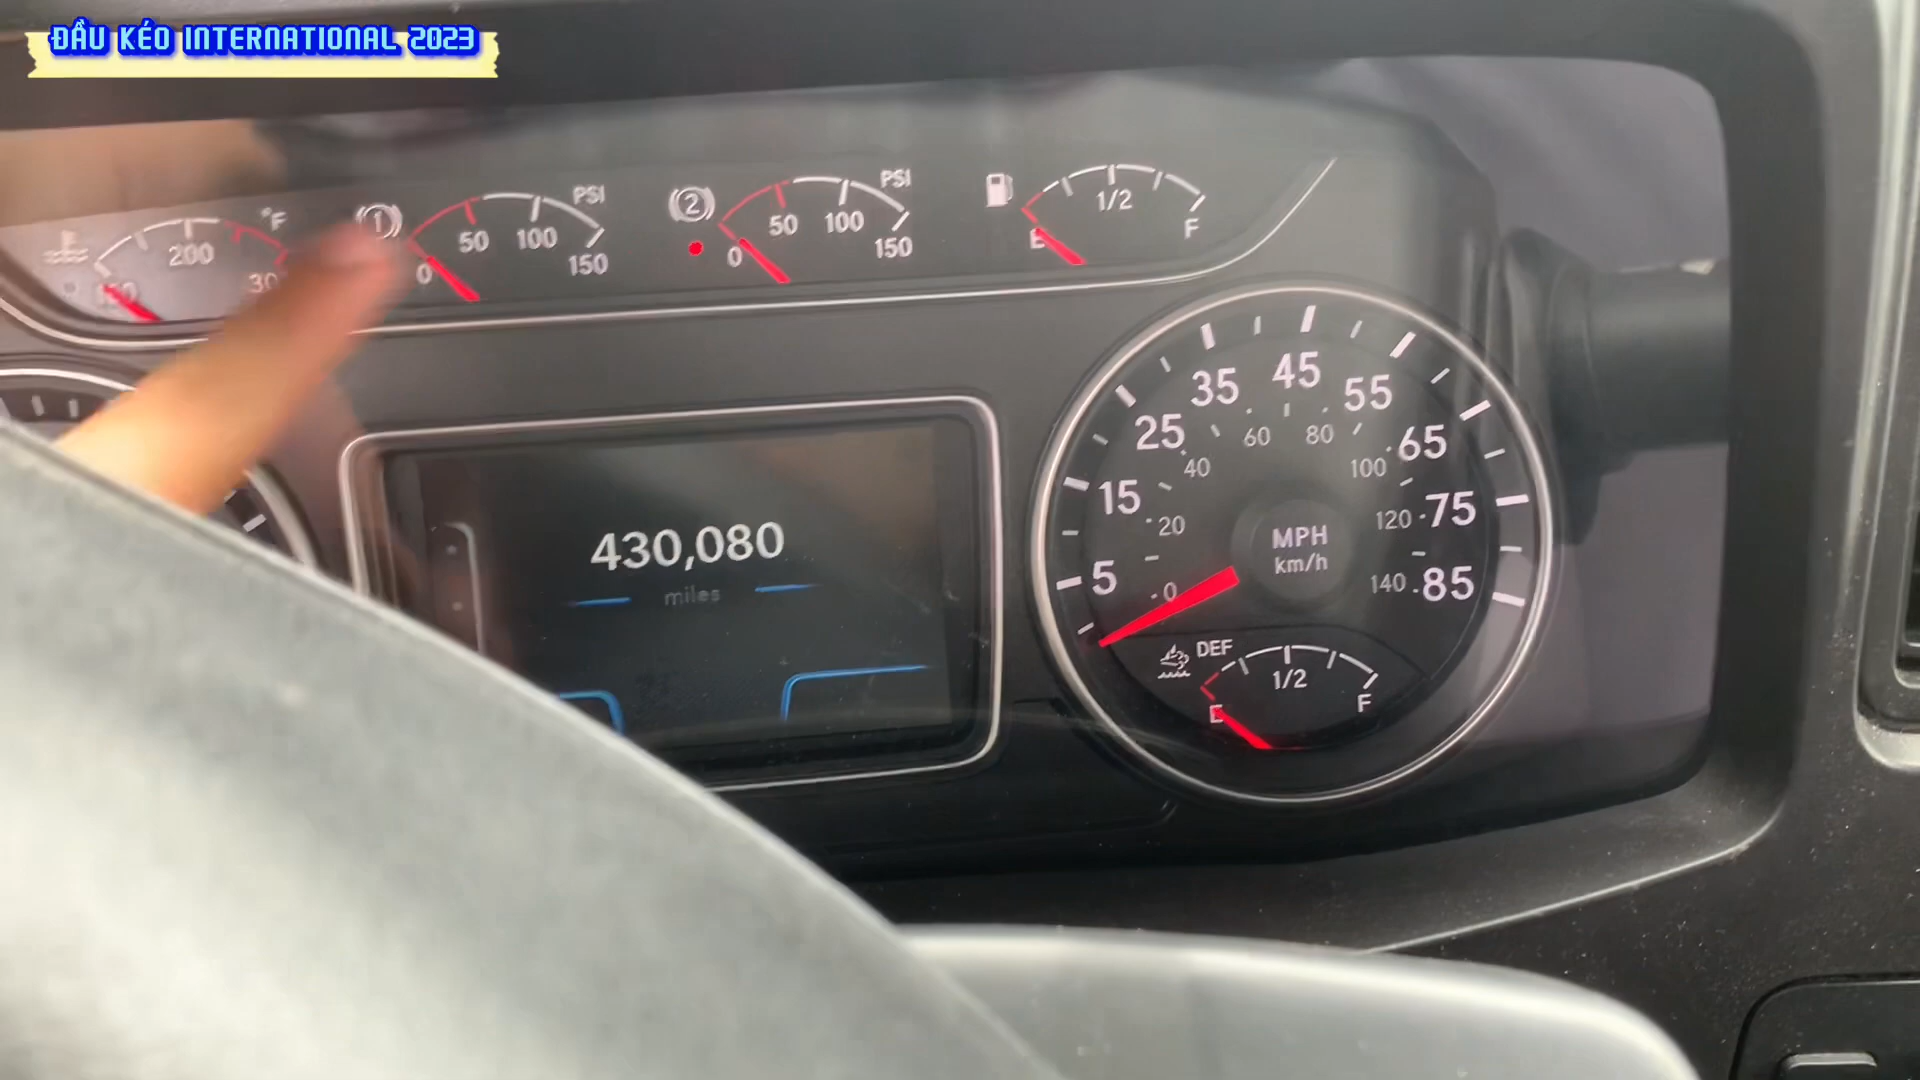 ĐẦU KÉO INTERNATIONAL 2023
°F
200
(1)
PSI
0
50
100
150
(2)
PSI
0
50
100
150
E
1/2
F
430,080
miles
5
15
25
35
45
55
65
75
85
0
20
40
60
80
100
120
140
MPH
km/h
DEF
E
1/2
F